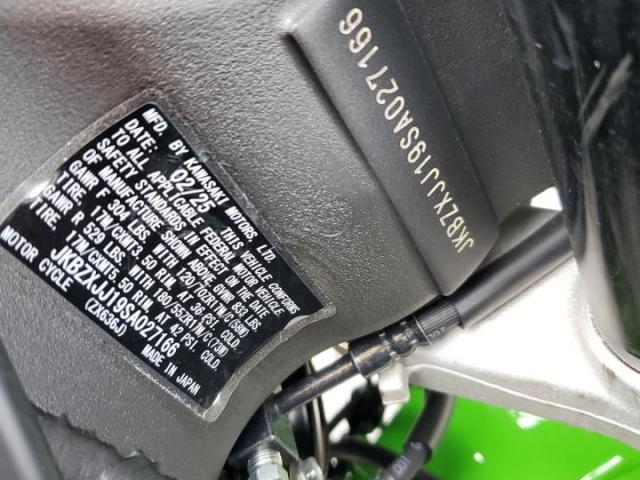 MFD. BY KAWASAKI MOTORS, LTD.
DATE: 02/25 THIS VEHICLE CONFORMS
TO ALL APPLICABLE FEDERAL MOTOR VEHICLE
SAFETY STANDARDS IN EFFECT ON THE DATE
OF MANUFACTURE SHOWN ABOVE GVWR 833 LBS.
GAWR F 304 LBS. WITH 120/70ZR17M/C(58W)
TIRE. 17M/CXMT3. 50 RIM. AT 36 PSI COLD.
GAWR R 529 LBS. WITH 180/55ZR17M/C(73W)
TIRE. 17M/CXMT5. 50 RIM. AT 42 PSI COLD.
JKBZXJJ19SA027166
MOTOR CYCLE (ZX636J) MADE IN JAPAN
JKBZXJJ19SA027166